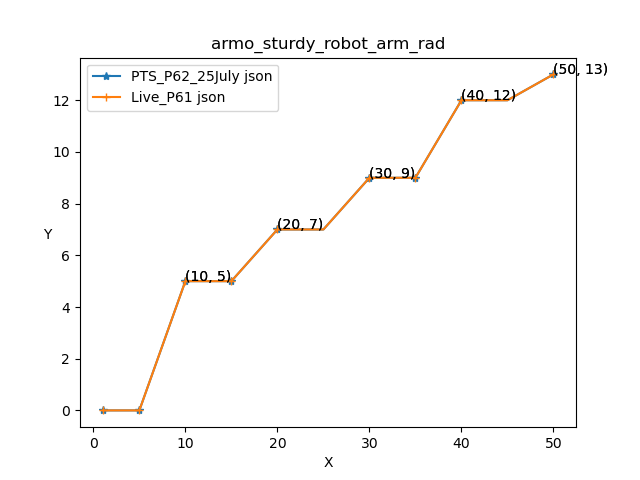 armo_sturdy_robot_arm_rad
PTS_P62_25July json
Live_P61 json
(50, 13)
(40, 12)
(30, 9)
(20, 7)
(10, 5)
12
10
8
6
4
2
0
Y
0 10 20 30 40 50
X